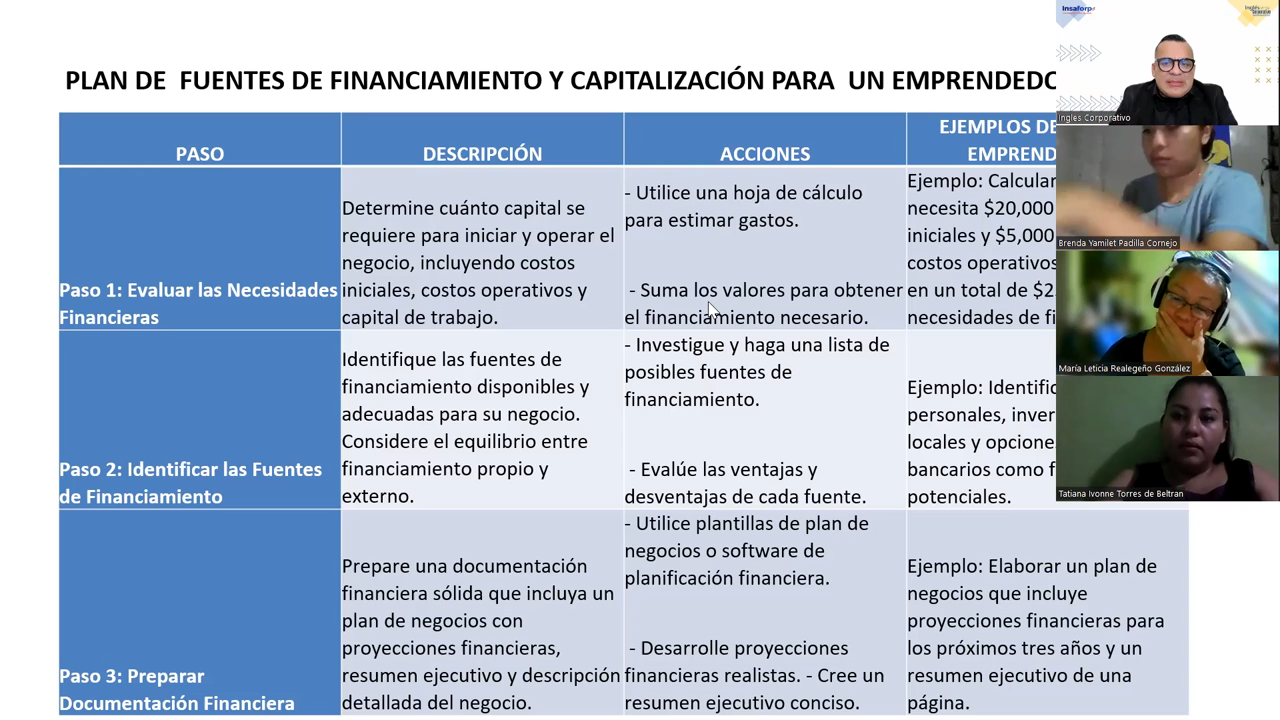 PLAN DE  FUENTES DE FINANCIAMIENTO Y CAPITALIZACIÓN PARA  UN EMPRENDEDO
PASO
DESCRIPCIÓN
ACCIONES
EJEMPLOS DE
EMPREND
Paso 1: Evaluar las Necesidades
Financieras
Determine cuánto capital se
requiere para iniciar y operar el
negocio, incluyendo costos
iniciales, costos operativos y
capital de trabajo.
- Utilice una hoja de cálculo
para estimar gastos.
- Suma los valores para obtener
el financiamiento necesario.
Ejemplo: Calcular
necesita $20,000
iniciales y $5,000
costos operativos
en un total de $2
necesidades de fi
Paso 2: Identificar las Fuentes
de Financiamiento
Identifique las fuentes de
financiamiento disponibles y
adecuadas para su negocio.
Considere el equilibrio entre
financiamiento propio y
externo.
- Investigue y haga una lista de
posibles fuentes de
financiamiento.
- Evalúe las ventajas y
desventajas de cada fuente.
Ejemplo: Identific
personales, inver
locales y opcione
bancarios como f
potenciales.
Paso 3: Preparar
Documentación Financiera
Prepare una documentación
financiera sólida que incluya un
plan de negocios con
proyecciones financieras,
resumen ejecutivo y descripción
detallada del negocio.
- Utilice plantillas de plan de
negocios o software de
planificación financiera.
- Desarrolle proyecciones
financieras realistas. - Cree un
resumen ejecutivo conciso.
Ejemplo: Elaborar un plan de
negocios que incluye
proyecciones financieras para
los próximos tres años y un
resumen ejecutivo de una
página.
Insaforp
Ingles Corporativo
Brenda Yamilet Padilla Cornejo
María Leticia Realegeño González
Tatiana Ivonne Torres de Beltran